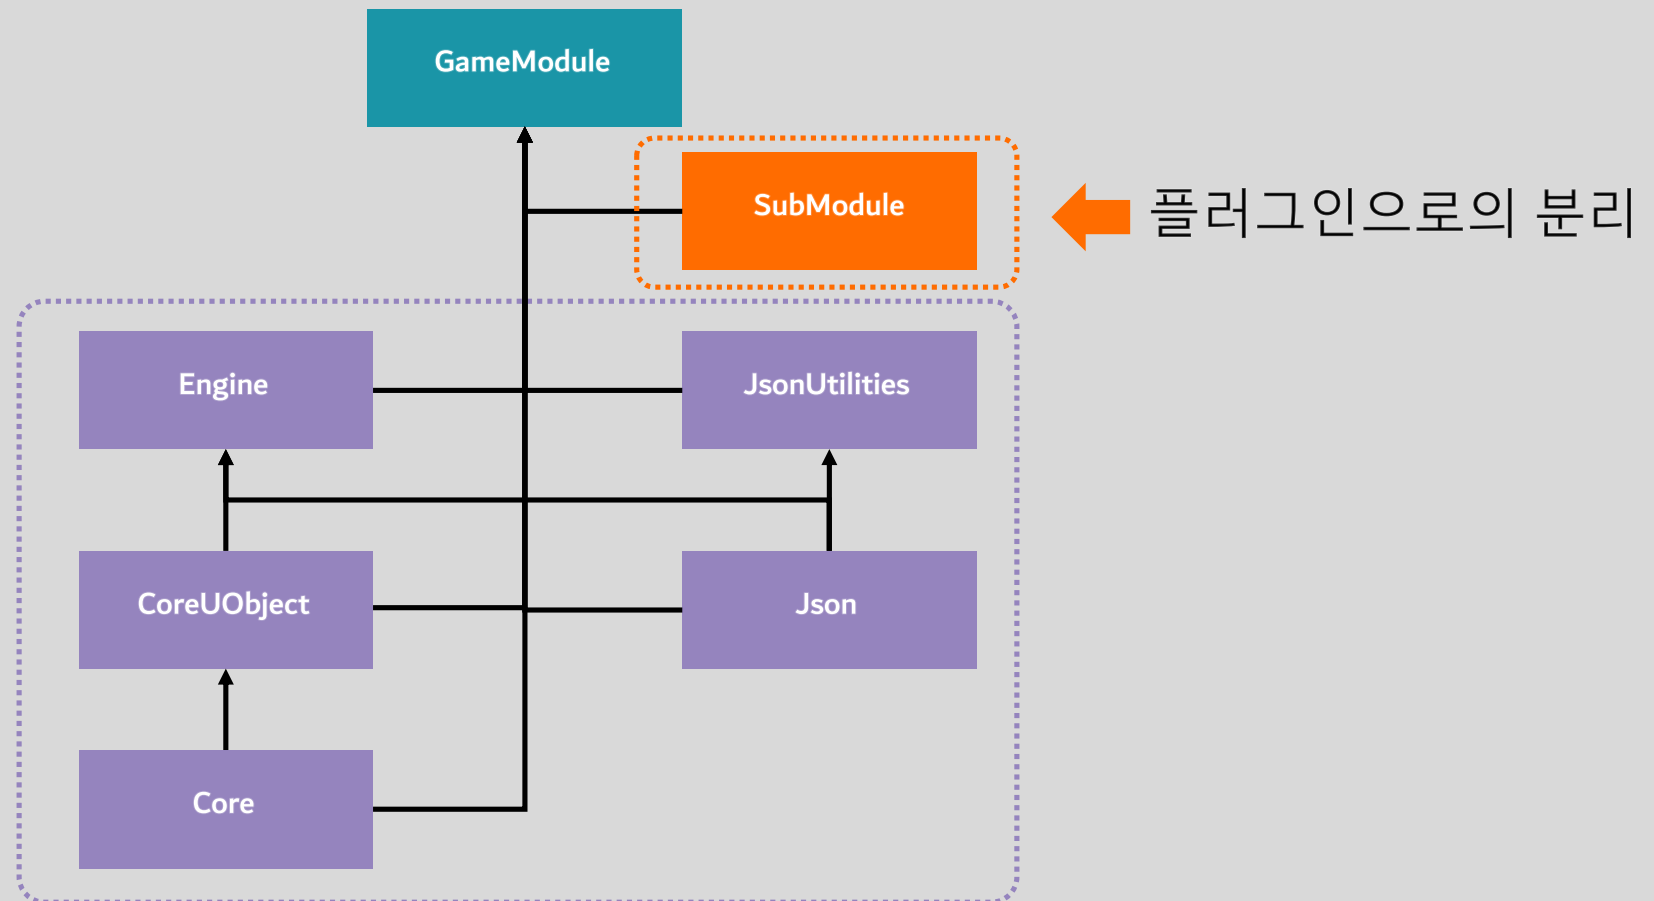 GameModule
SubModule
플러그인으로의 분리
Engine
JsonUtilities
CoreUObject
Json
Core